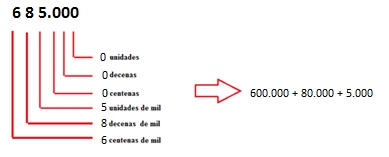 6 8 5.000
0 unidades
0 decenas
0 centenas
5 unidades de mil
8 decenas de mil
6 centenas de mil
600.000 + 80.000 + 5.000